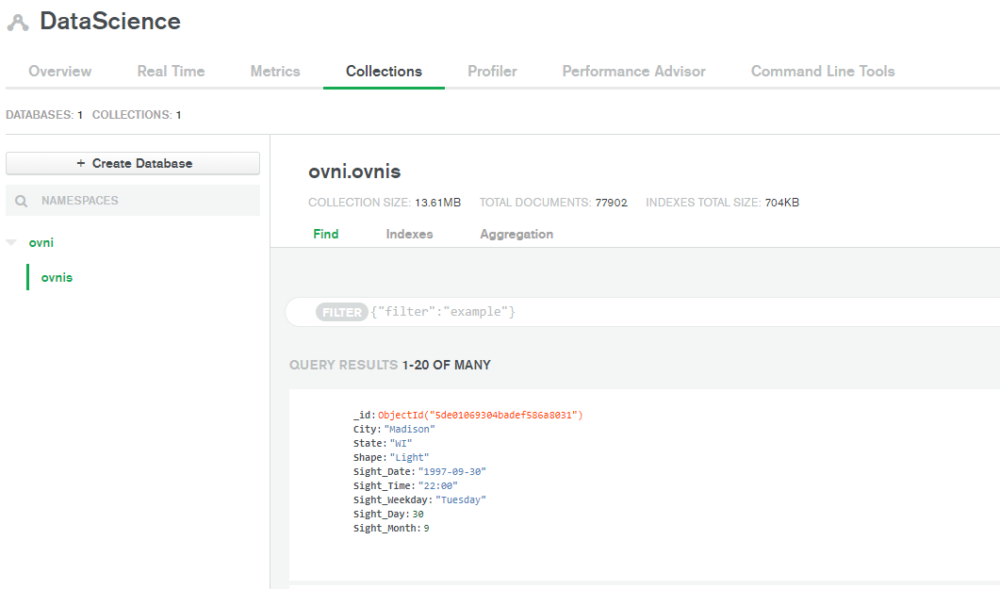 DataScience
Overview Real Time Metrics Collections Profiler Performance Advisor Command Line Tools
DATABASES: 1 COLLECTIONS: 1
+ Create Database
NAMESPACES
ovni
ovnis
ovni.ovnis
COLLECTION SIZE: 13.61MB TOTAL DOCUMENTS: 77902 INDEXES TOTAL SIZE: 704KB
Find Indexes Aggregation
FILTER {"filter":"example"}
QUERY RESULTS 1-20 OF MANY
_id: ObjectId("5de01069304badef586a8031")
City: "Madison"
State: "WI"
Shape: "Light"
Sight_Date: "1997-09-30"
Sight_Time: "22:00"
Sight_Weekday: "Tuesday"
Sight_Day: 30
Sight_Month: 9